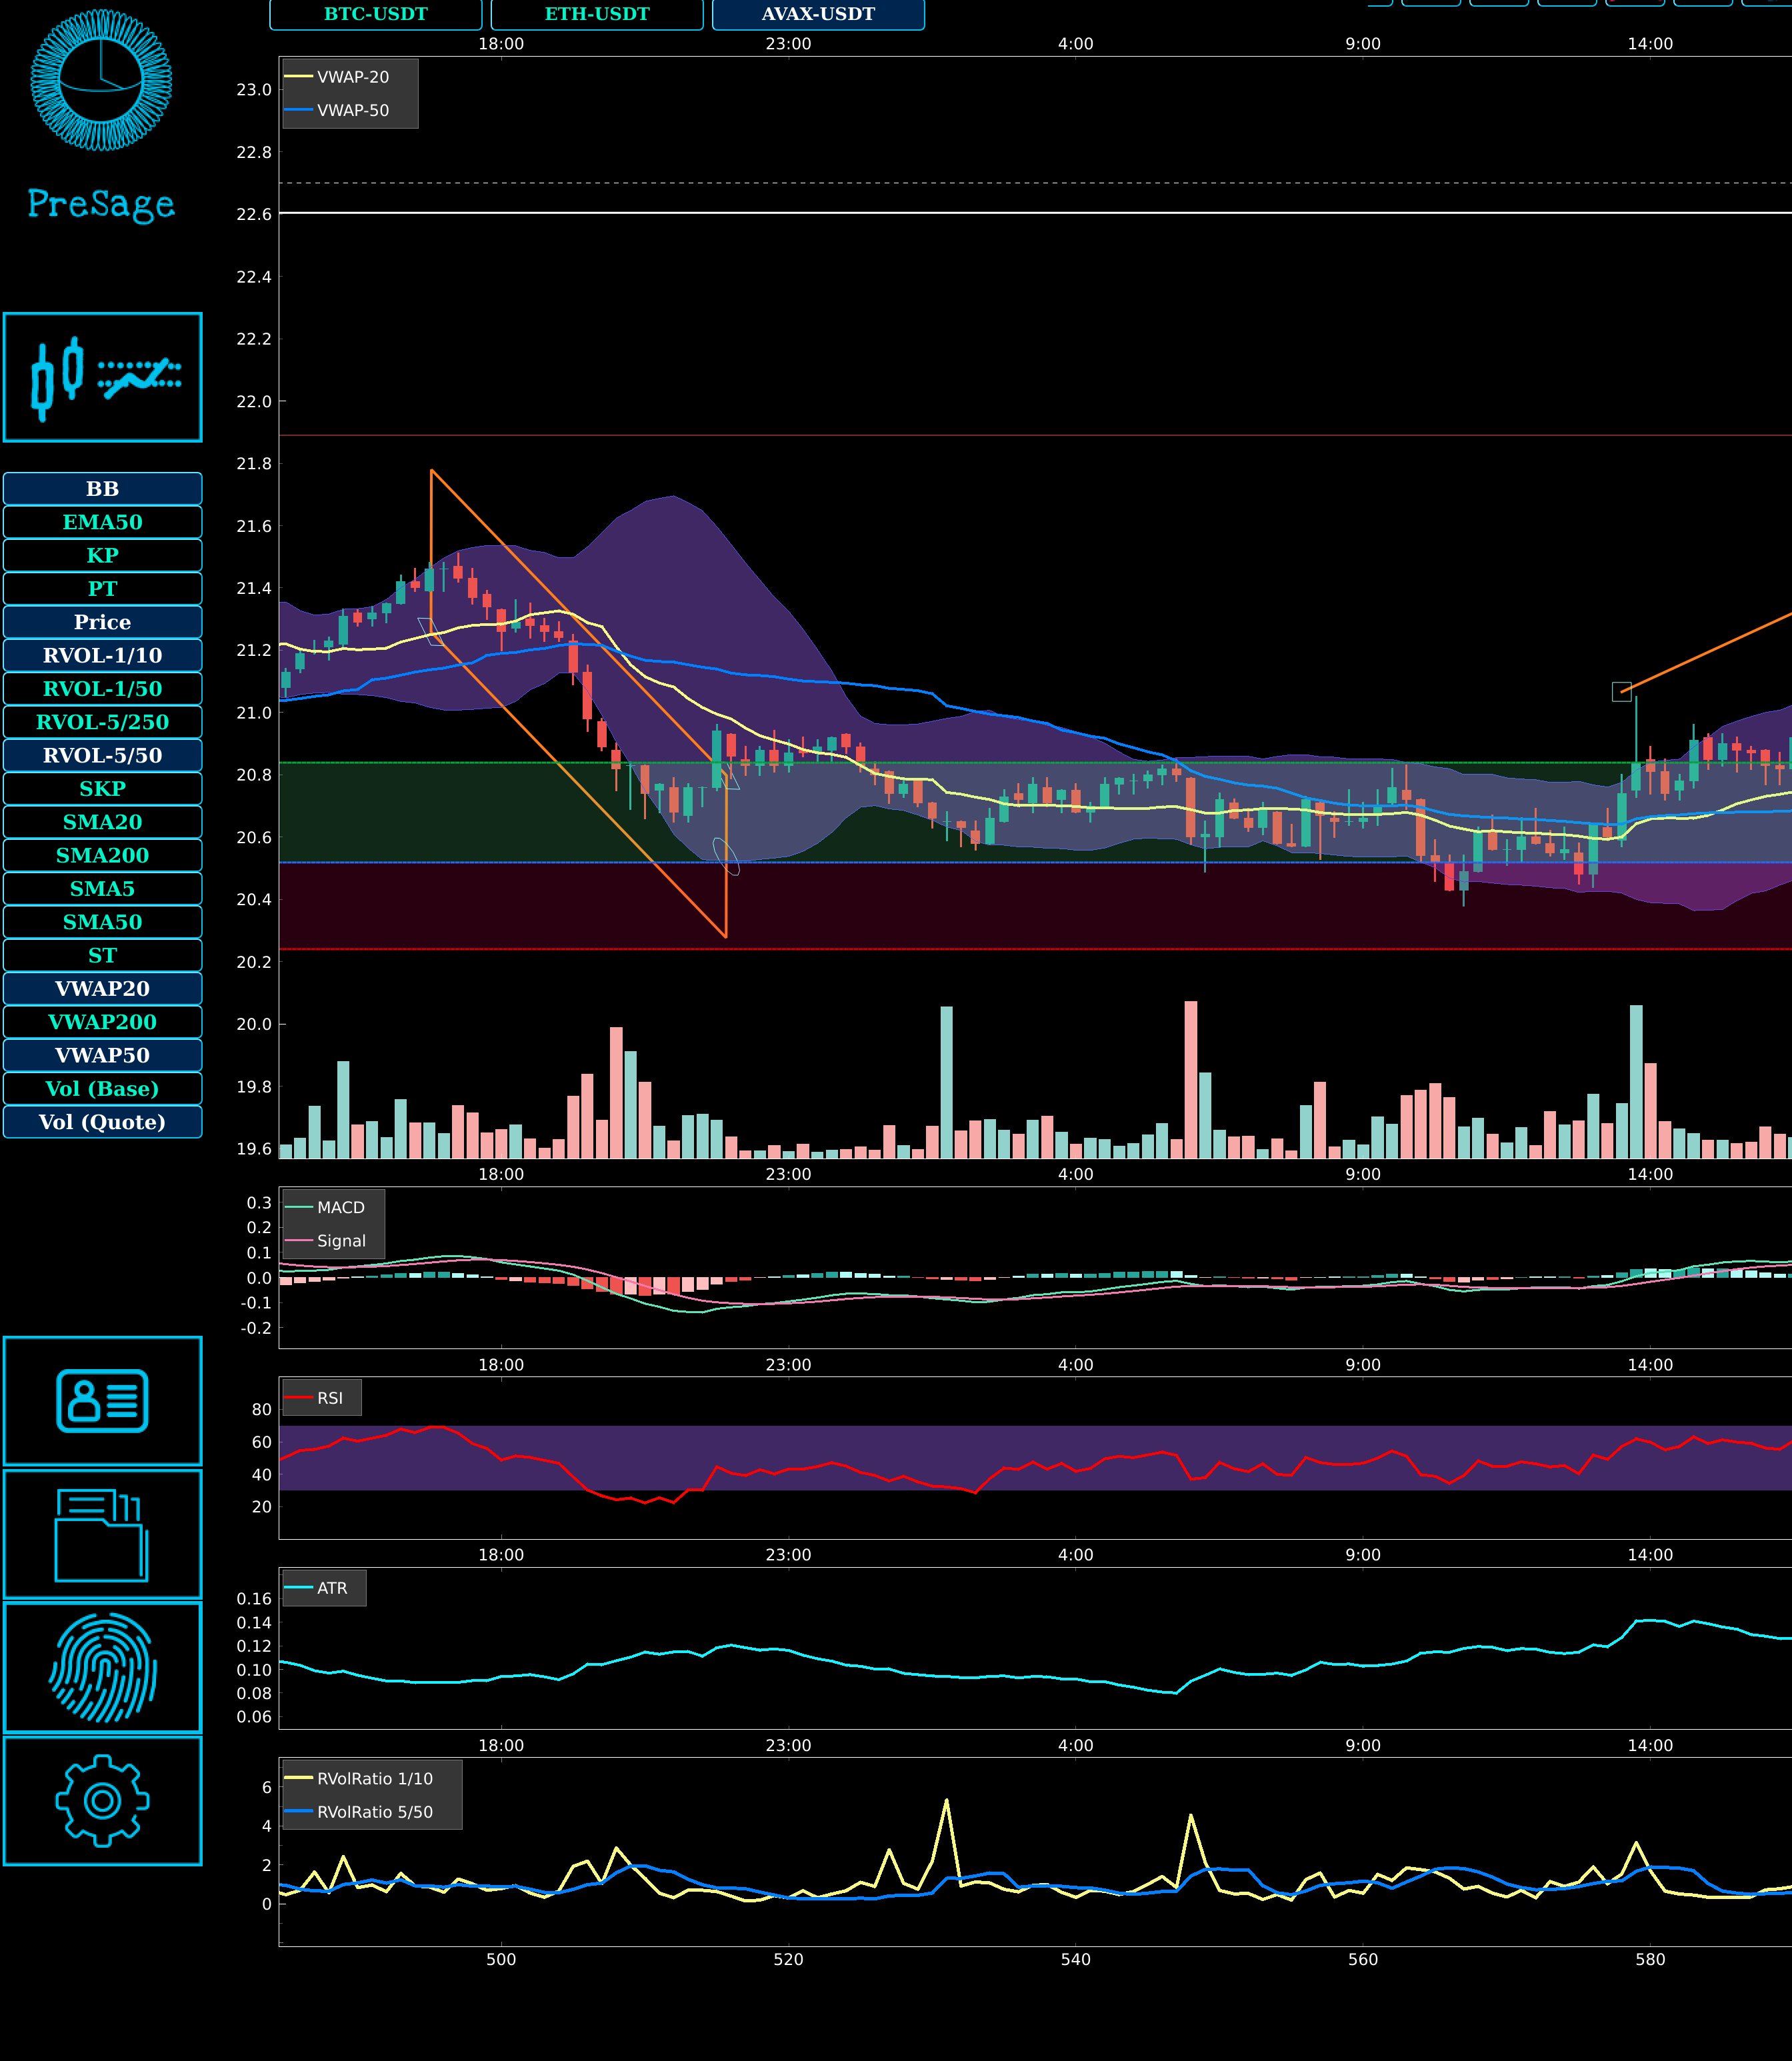 BTC-USDT ETH-USDT AVAX-USDT
18:00 23:00 4:00 9:00 14:00
PreSage
BB
EMA50
KP
PT
Price
RVOL-1/10
RVOL-1/50
RVOL-5/250
RVOL-5/50
SKP
SMA20
SMA200
SMA5
SMA50
ST
VWAP20
VWAP200
VWAP50
Vol (Base)
Vol (Quote)
VWAP-20
VWAP-50
23.0
22.8
22.6
22.4
22.2
22.0
21.8
21.6
21.4
21.2
21.0
20.8
20.6
20.4
20.2
20.0
19.8
19.6
18:00 23:00 4:00 9:00 14:00
MACD
Signal
0.3
0.2
0.1
0.0
-0.1
-0.2
18:00 23:00 4:00 9:00 14:00
RSI
80
60
40
20
18:00 23:00 4:00 9:00 14:00
ATR
0.16
0.14
0.12
0.10
0.08
0.06
18:00 23:00 4:00 9:00 14:00
RVolRatio 1/10
RVolRatio 5/50
6
4
2
0
500 520 540 560 580